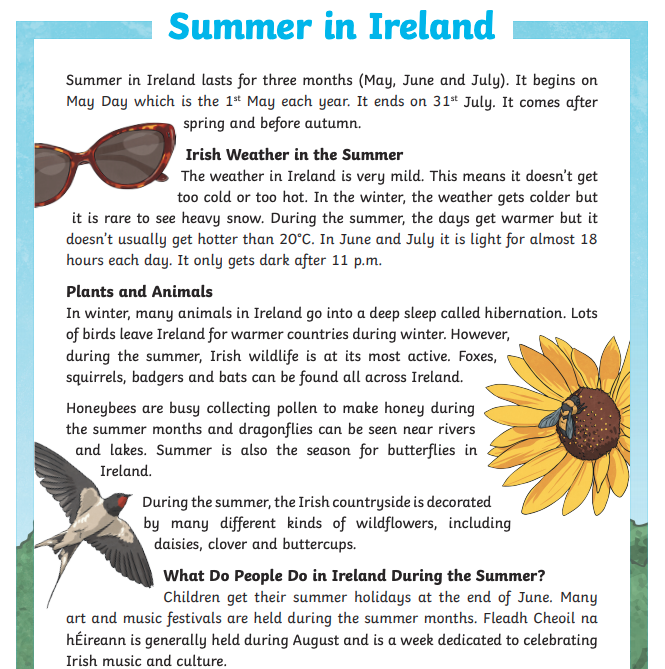 Summer in Ireland
Summer in Ireland lasts for three months (May, June and July). It begins on
May Day which is the 1st May each year. It ends on 31st July. It comes after
spring and before autumn.
Irish Weather in the Summer
The weather in Ireland is very mild. This means it doesn't get
too cold or too hot. In the winter, the weather gets colder but
it is rare to see heavy snow. During the summer, the days get warmer but it
doesn't usually get hotter than 20°C. In June and July it is light for almost 18
hours each day. It only gets dark after 11 p.m.
Plants and Animals
In winter, many animals in Ireland go into a deep sleep called hibernation. Lots
of birds leave Ireland for warmer countries during winter. However,
during the summer, Irish wildlife is at its most active. Foxes,
squirrels, badgers and bats can be found all across Ireland.
Honeybees are busy collecting pollen to make honey during
the summer months and dragonflies can be seen near rivers
and lakes. Summer is also the season for butterflies in
Ireland.
During the summer, the Irish countryside is decorated
by many different kinds of wildflowers, including
daisies, clover and buttercups.
What Do People Do in Ireland During the Summer?
Children get their summer holidays at the end of June. Many
art and music festivals are held during the summer months. Fleadh Cheoil na
hÉireann is generally held during August and is a week dedicated to celebrating
Irish music and culture.